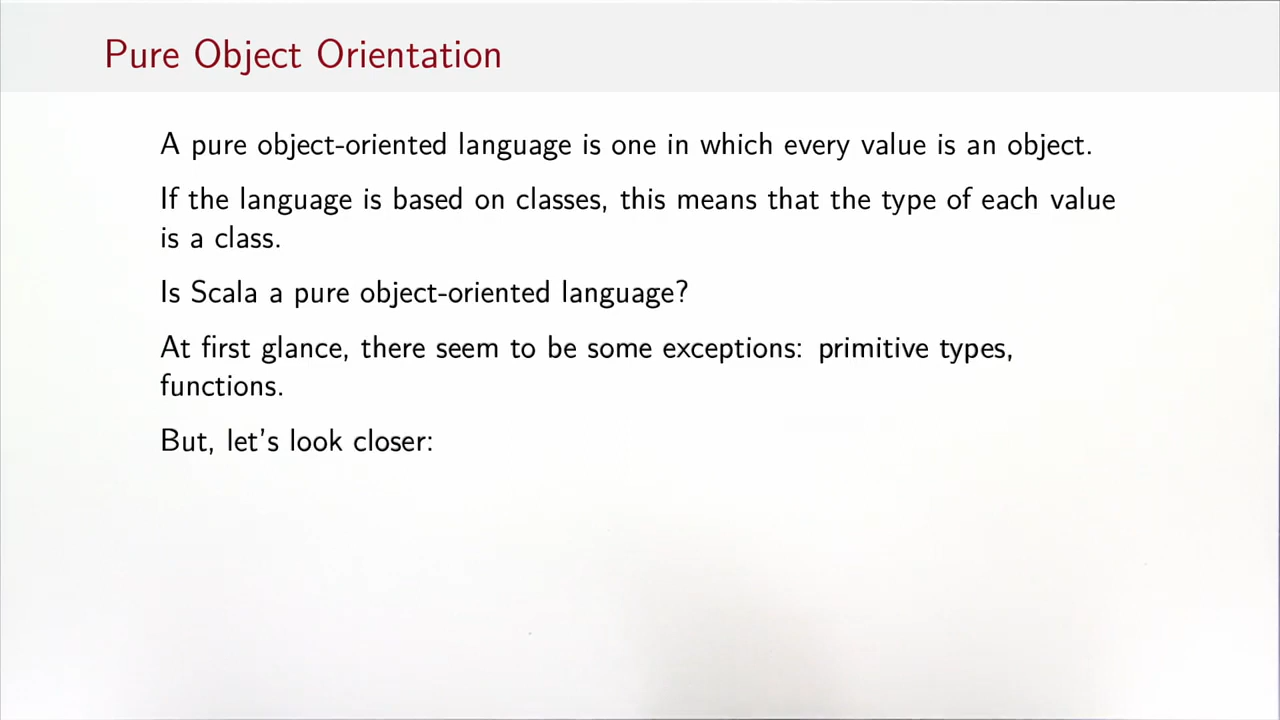 Pure Object Orientation
A pure object-oriented language is one in which every value is an object.
If the language is based on classes, this means that the type of each value
is a class.
Is Scala a pure object-oriented language?
At first glance, there seem to be some exceptions: primitive types,
functions.
But, let's look closer: